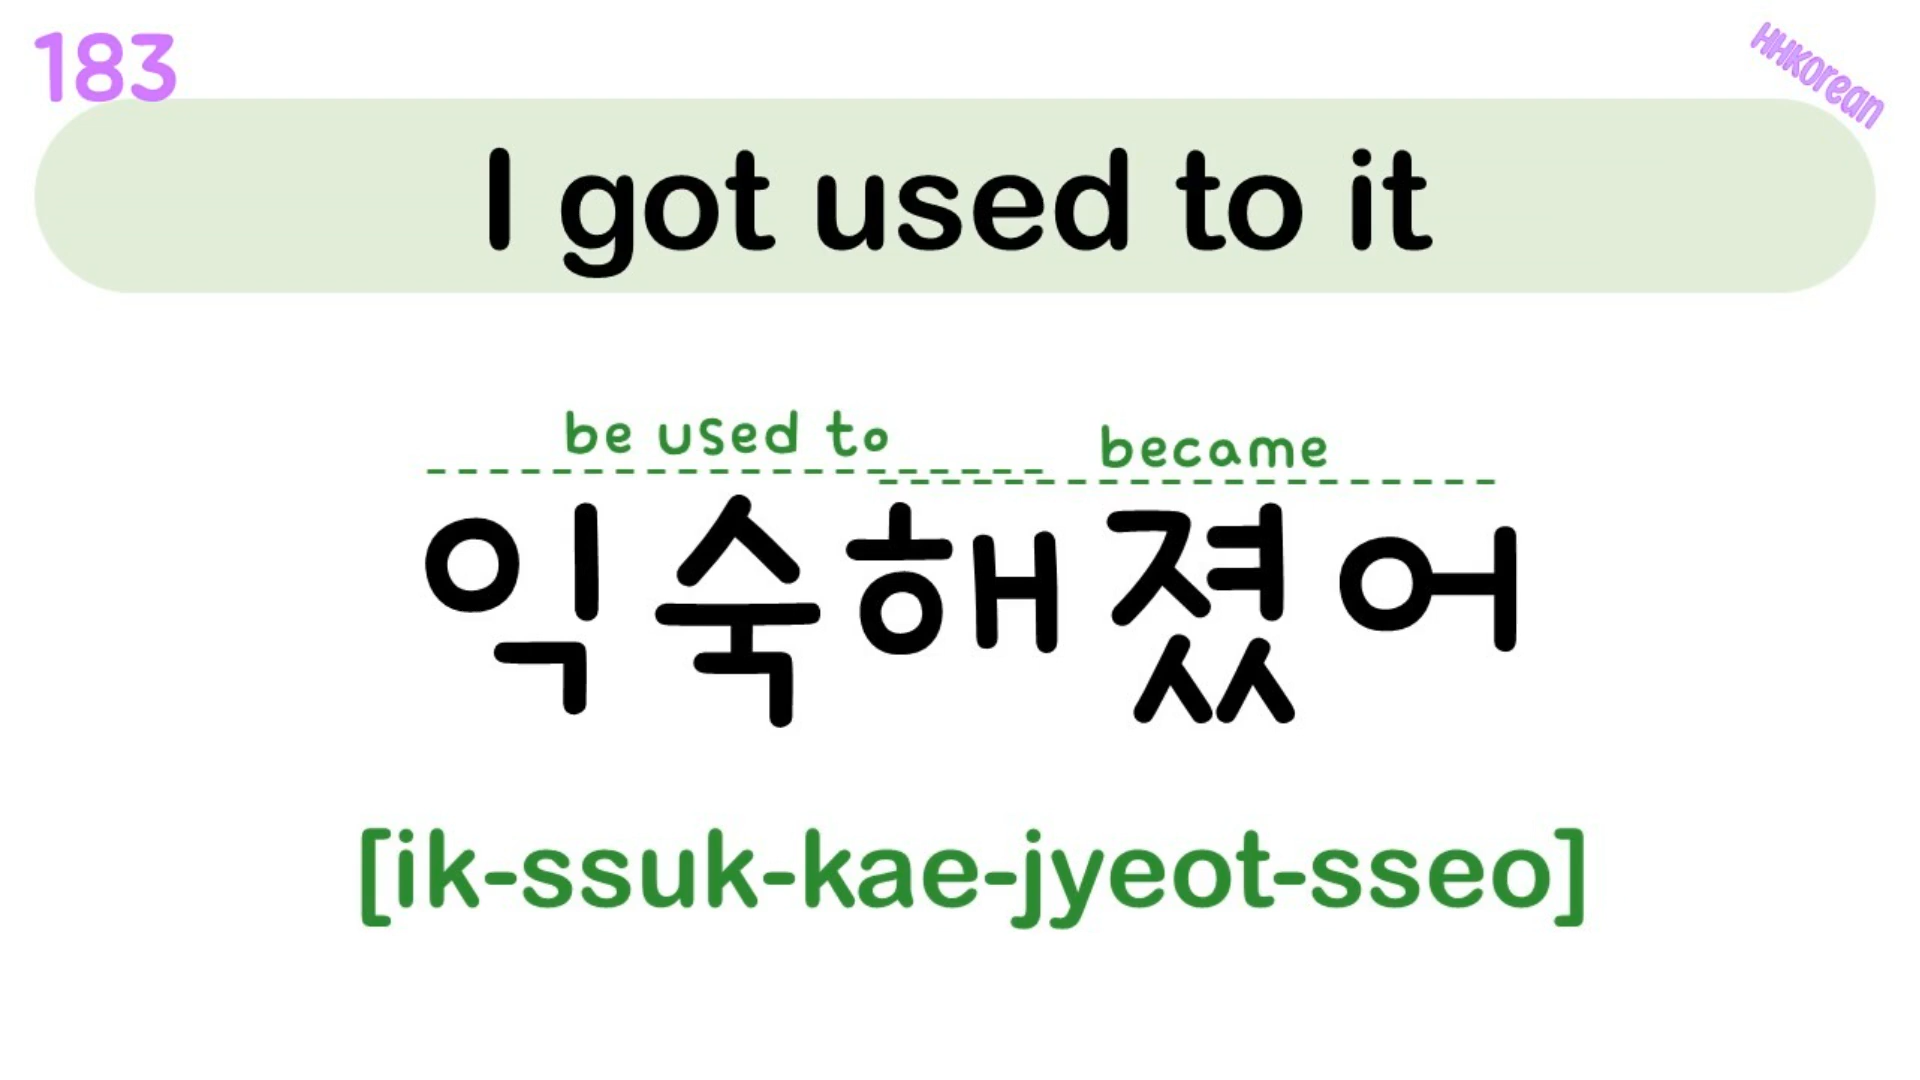 183
HHKorean
I got used to it
be used to
became
익숙해졌어
[ik-ssuk-kae-jyeot-sseo]